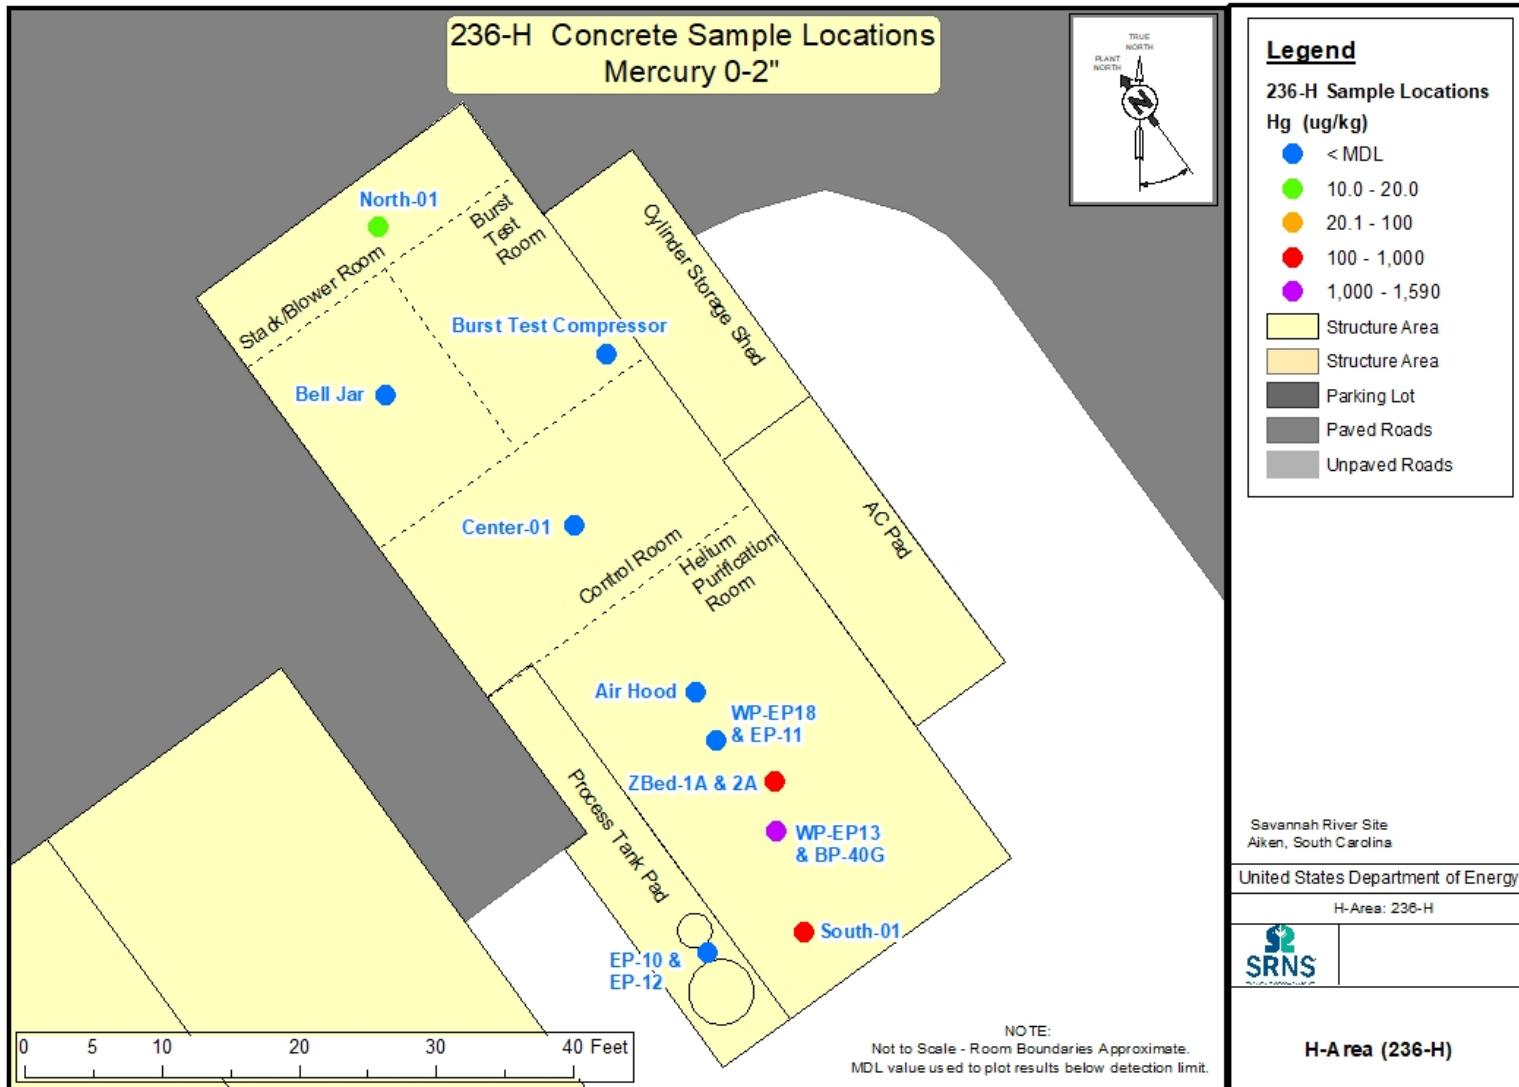 236-H Concrete Sample Locations
Mercury 0-2"
TRUE
NORTH
PLANT
NORTH
N
North-01
Burst
Test
Room
Stack/Blower Room
Cylinder Storage Shed
Burst Test Compressor
Bell Jar
Center-01
Control Room
Helium
Purification
Room
AC Pad
Air Hood
WP-EP18
& EP-11
ZBed-1A & 2A
Process Tank Pad
WP-EP13
& BP-40G
South-01
EP-10 &
EP-12
0 5 10 20 30 40 Feet
NOTE:
Not to Scale - Room Boundaries Approximate.
MDL value used to plot results below detection limit.
Legend
236-H Sample Locations
Hg (ug/kg)
< MDL
10.0 - 20.0
20.1 - 100
100 - 1,000
1,000 - 1,590
Structure Area
Structure Area
Parking Lot
Paved Roads
Unpaved Roads
Savannah River Site
Aiken, South Carolina
United States Department of Energy
H-Area: 236-H
SRNS
H-Area (236-H)